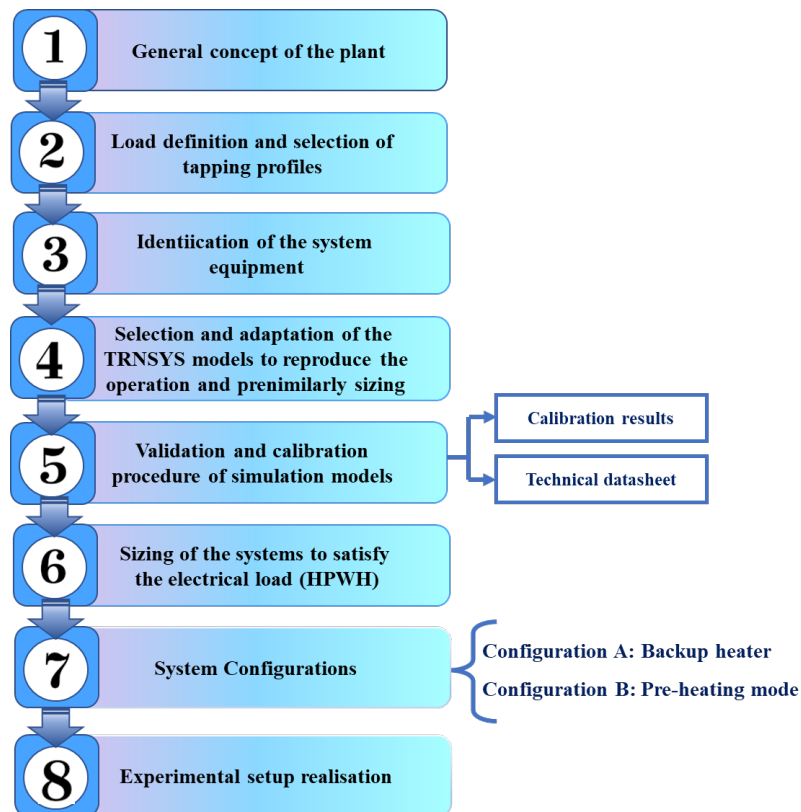 1
General concept of the plant
2
Load definition and selection of
tapping profiles
3
Identiication of the system
equipment
4
Selection and adaptation of the
TRNSYS models to reproduce the
operation and prenimilarly sizing
5
Validation and calibration
procedure of simulation models
Calibration results
Technical datasheet
6
Sizing of the systems to satisfy
the electrical load (HPWH)
7
System Configurations
Configuration A: Backup heater
Configuration B: Pre-heating mode
8
Experimental setup realisation